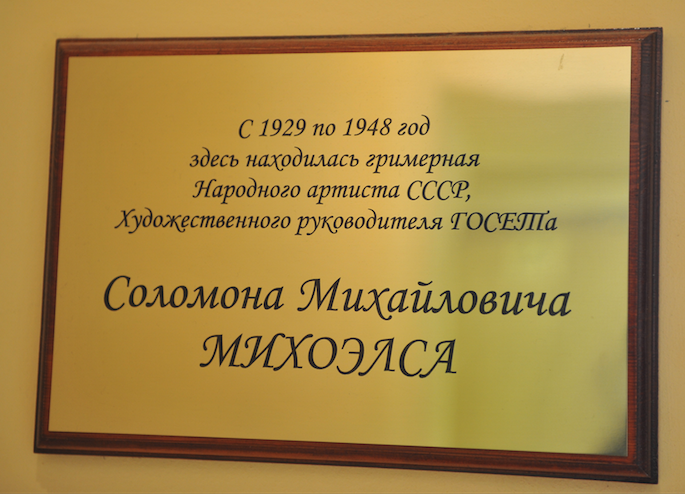 С 1929 по 1948 год
здесь находилась гримерная
Народного артиста СССР,
Художественного руководителя ГОСЕТа
Соломона Михайловича
МИХОЭЛСА